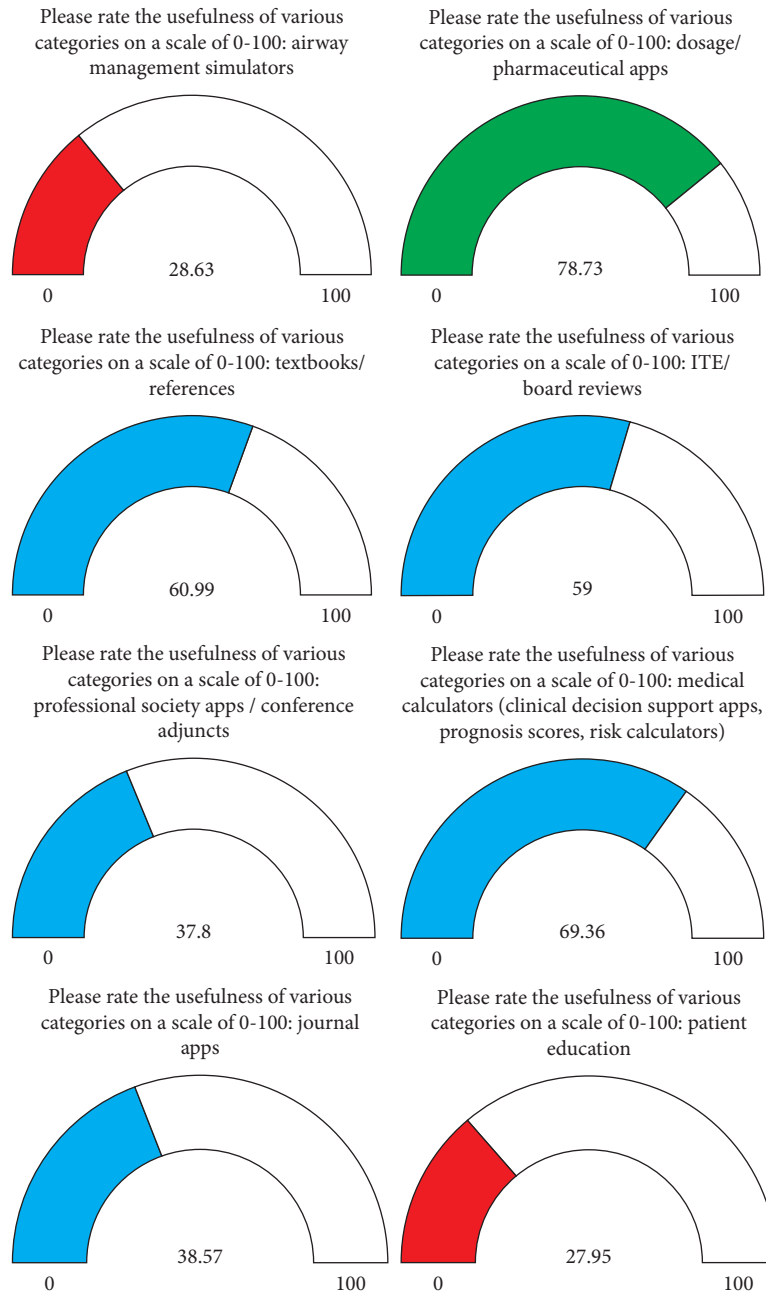 Please rate the usefulness of various
categories on a scale of 0-100: airway
management simulators
28.63
0
100
Please rate the usefulness of various
categories on a scale of 0-100: dosage/
pharmaceutical apps
78.73
0
100
Please rate the usefulness of various
categories on a scale of 0-100: textbooks/
references
60.99
0
100
Please rate the usefulness of various
categories on a scale of 0-100: ITE/
board reviews
59
0
100
Please rate the usefulness of various
categories on a scale of 0-100:
professional society apps / conference
adjuncts
37.8
0
100
Please rate the usefulness of various
categories on a scale of 0-100: medical
calculators (clinical decision support apps,
prognosis scores, risk calculators)
69.36
0
100
Please rate the usefulness of various
categories on a scale of 0-100: journal
apps
38.57
0
100
Please rate the usefulness of various
categories on a scale of 0-100: patient
education
27.95
0
100